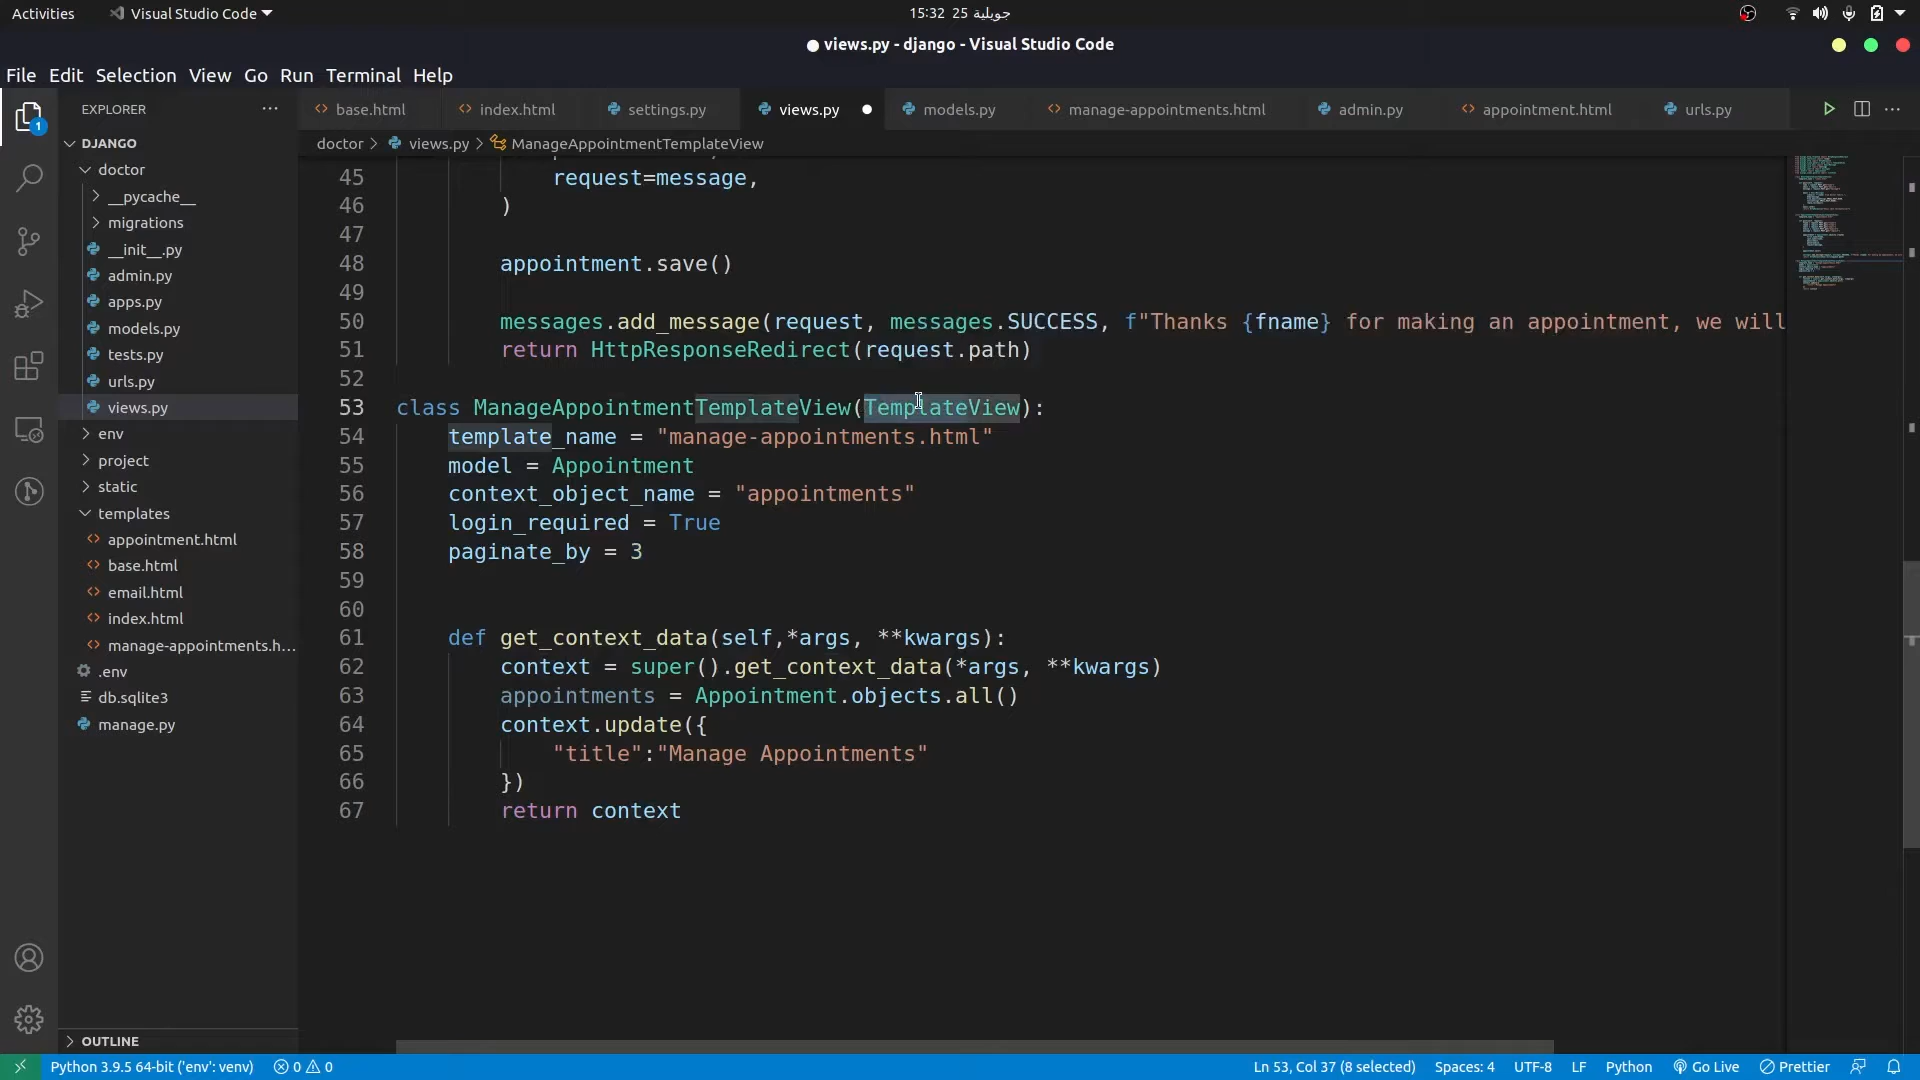 Activities
Visual Studio Code
15:32 25 جويلية
views.py - django - Visual Studio Code
File Edit Selection View Go Run Terminal Help
EXPLORER
base.html
index.html
settings.py
views.py
models.py
manage-appointments.html
admin.py
appointment.html
urls.py
doctor > views.py > ManageAppointmentTemplateView
1
DJANGO
doctor
__pycache__
migrations
__init__.py
admin.py
apps.py
models.py
tests.py
urls.py
views.py
env
project
static
templates
appointment.html
base.html
email.html
index.html
manage-appointments.h...
.env
db.sqlite3
manage.py
OUTLINE
45 request=message,
46 )
47
48 appointment.save()
49
50 messages.add_message(request, messages.SUCCESS, f"Thanks {fname} for making an appointment, we will
51 return HttpResponseRedirect(request.path)
52
53 class ManageAppointmentTemplateView(TemplateView):
54 template_name = "manage-appointments.html"
55 model = Appointment
56 context_object_name = "appointments"
57 login_required = True
58 paginate_by = 3
59
60
61 def get_context_data(self,*args, **kwargs):
62 context = super().get_context_data(*args, **kwargs)
63 appointments = Appointment.objects.all()
64 context.update({
65 "title":"Manage Appointments"
66 })
67 return context
Python 3.9.5 64-bit ('env': venv) 0 0 Ln 53, Col 37 (8 selected) Spaces: 4 UTF-8 LF Python Go Live Prettier